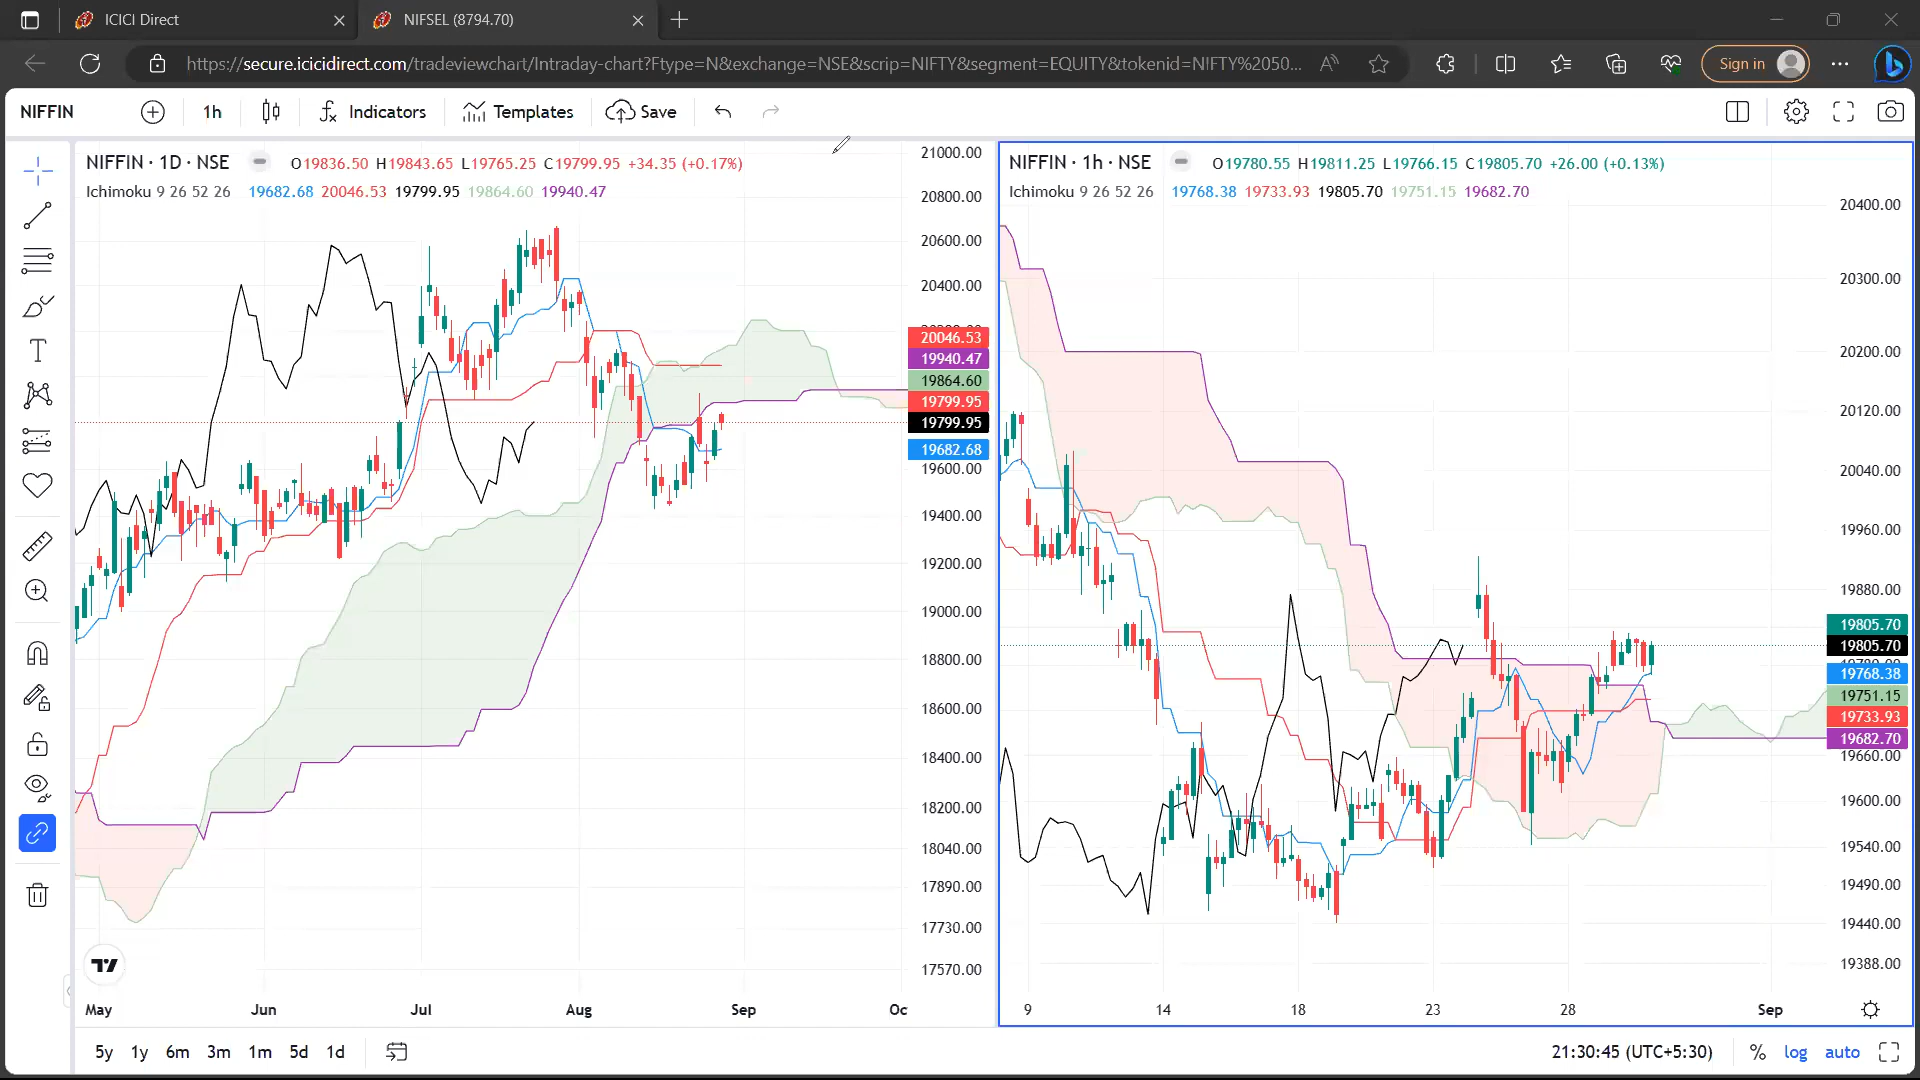 ICICI Direct
NIFSEL (8794.70)
https://secure.icicidirect.com/tradeviewchart/Intraday-chart?Ftype=N&exchange=NSE&scrip=NIFTY&segment=EQUITY&tokenid=NIFTY%2050...
Sign in
NIFFIN
1h
Indicators
Templates
Save
NIFFIN · 1D · NSE
O19836.50 H19843.65 L19765.25 C19799.95 +34.35 (+0.17%)
Ichimoku 9 26 52 26 19682.68 20046.53 19799.95 19864.60 19940.47
21000.00
20800.00
20600.00
20400.00
20046.53
19940.47
19864.60
19799.95
19799.95
19682.68
19600.00
19400.00
19200.00
19000.00
18800.00
18600.00
18400.00
18200.00
18040.00
17890.00
17730.00
17570.00
May Jun Jul Aug Sep Oc
NIFFIN · 1h · NSE
O19780.55 H19811.25 L19766.15 C19805.70 +26.00 (+0.13%)
Ichimoku 9 26 52 26 19768.38 19733.93 19805.70 19751.15 19682.70
20400.00
20300.00
20200.00
20120.00
20040.00
19960.00
19880.00
19805.70
19805.70
19768.38
19751.15
19733.93
19682.70
19660.00
19600.00
19540.00
19490.00
19440.00
19388.00
9 14 18 23 28 Sep
5y 1y 6m 3m 1m 5d 1d
21:30:45 (UTC+5:30)
% log auto